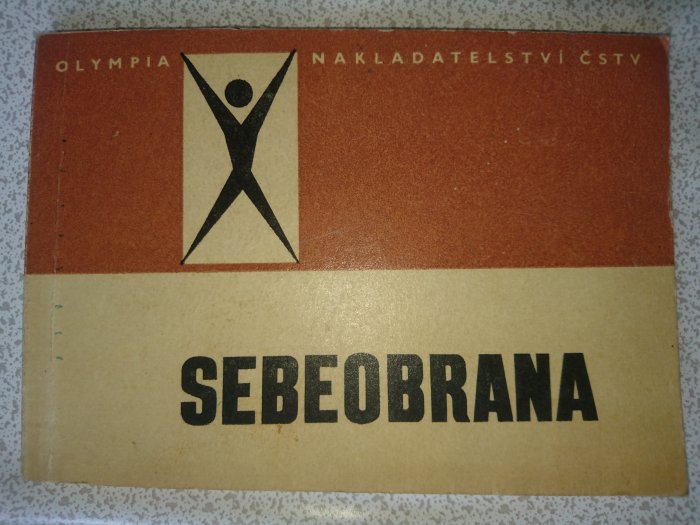 OLYMPIA NAKLADATELSTVÍ ČSTV
SEBEOBRANA